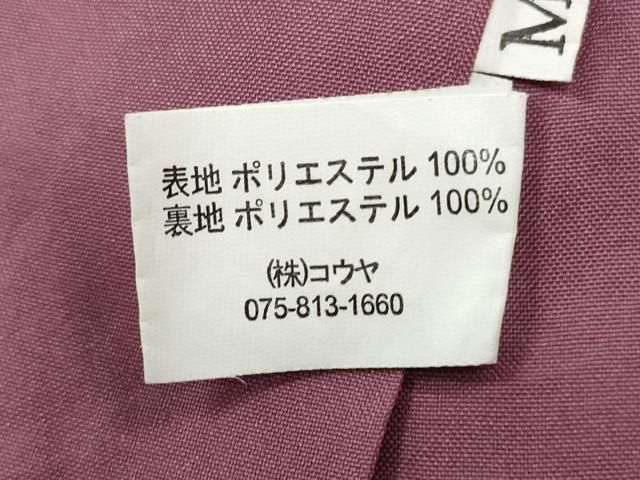 M
表地 ポリエステル 100%
裏地 ポリエステル 100%
(株)コウヤ
075-813-1660